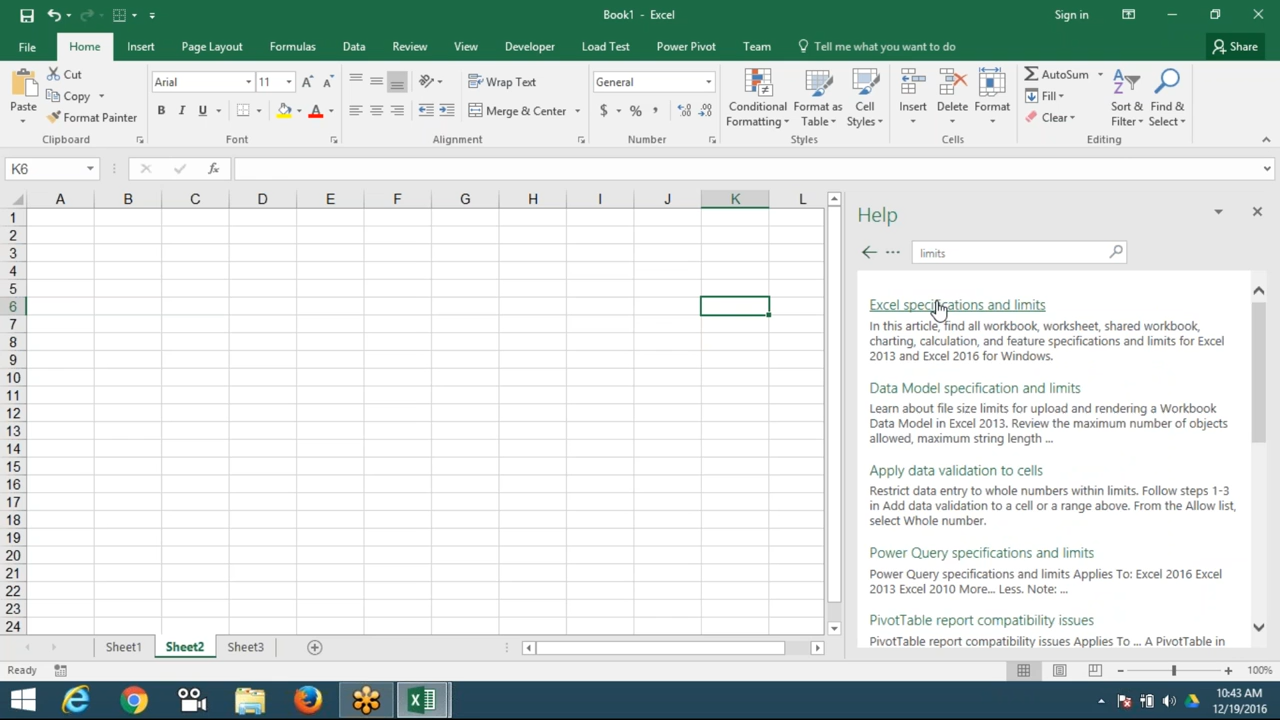 Book1 - Excel
Sign in
File
Home
Insert
Page Layout
Formulas
Data
Review
View
Developer
Load Test
Power Pivot
Team
Tell me what you want to do
Share
Paste
Cut
Copy
Format Painter
Clipboard
Arial
11
B I U
A
Font
Wrap Text
Merge & Center
Alignment
General
$ % ,
Number
Conditional
Formatting
Format as
Table
Cell
Styles
Styles
Insert
Delete
Format
Cells
AutoSum
Fill
Clear
Sort &
Filter
Find &
Select
Editing
K6
fx
A B C D E F G H I J K L
1
2
3
4
5
6
7
8
9
10
11
12
13
14
15
16
17
18
19
20
21
22
23
24
Help
limits
Excel specifications and limits
In this article, find all workbook, worksheet, shared workbook,
charting, calculation, and feature specifications and limits for Excel
2013 and Excel 2016 for Windows.
Data Model specification and limits
Learn about file size limits for upload and rendering a Workbook
Data Model in Excel 2013. Review the maximum number of objects
allowed, maximum string length ...
Apply data validation to cells
Restrict data entry to whole numbers within limits. Follow steps 1-3
in Add data validation to a cell or a range above. From the Allow list,
select Whole number.
Power Query specifications and limits
Power Query specifications and limits Applies To: Excel 2016 Excel
2013 Excel 2010 More... Less. Note: ...
PivotTable report compatibility issues
PivotTable report compatibility issues Applies To ... A PivotTable in
Sheet1
Sheet2
Sheet3
Ready
100%
10:43 AM
12/19/2016